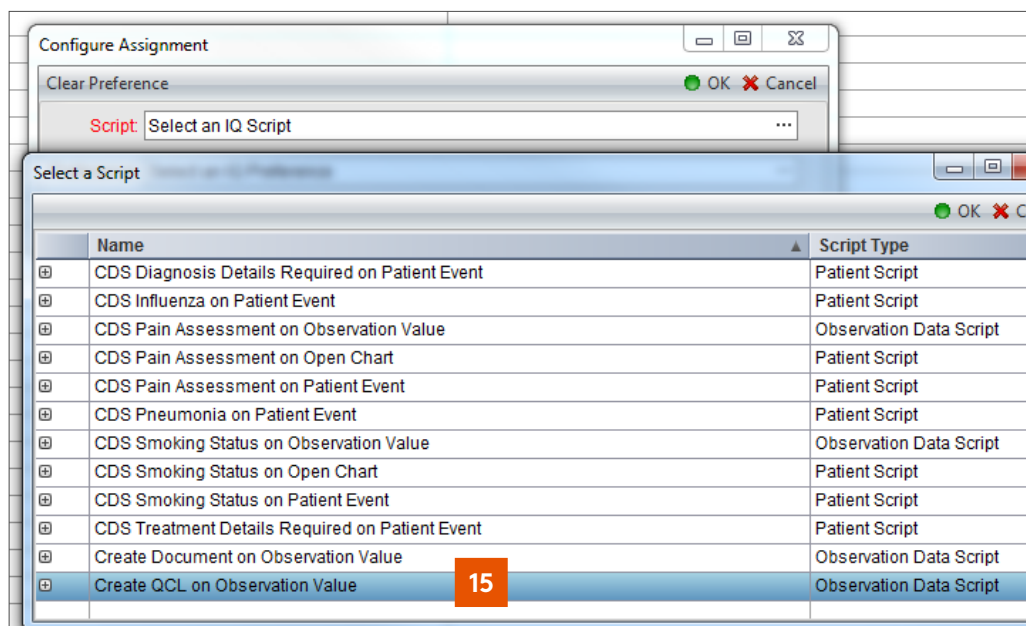 Configure Assignment
Clear Preference OK Cancel
Script: Select an IQ Script ...
Select a Script
OK C
Name Script Type
CDS Diagnosis Details Required on Patient Event Patient Script
CDS Influenza on Patient Event Patient Script
CDS Pain Assessment on Observation Value Observation Data Script
CDS Pain Assessment on Open Chart Patient Script
CDS Pain Assessment on Patient Event Patient Script
CDS Pneumonia on Patient Event Patient Script
CDS Smoking Status on Observation Value Observation Data Script
CDS Smoking Status on Open Chart Patient Script
CDS Smoking Status on Patient Event Patient Script
CDS Treatment Details Required on Patient Event Patient Script
Create Document on Observation Value Observation Data Script
Create QCL on Observation Value 15 Observation Data Script